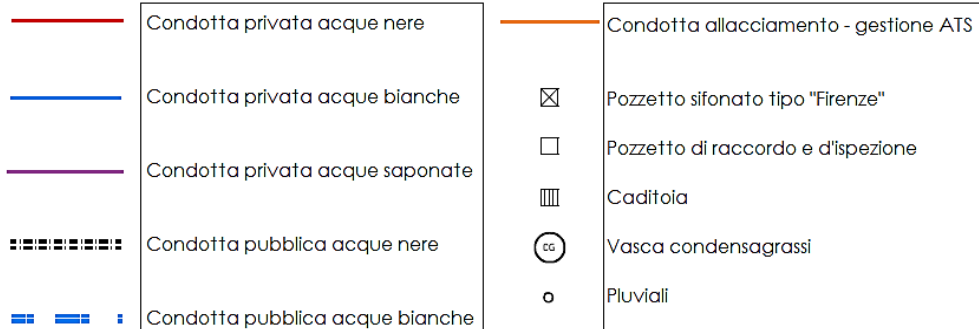 Condotta privata acque nere
Condotta privata acque bianche
Condotta privata acque saponate
Condotta pubblica acque nere
Condotta pubblica acque bianche
Condotta allacciamento - gestione ATS
Pozzetto sifonato tipo "Firenze"
Pozzetto di raccordo e d'ispezione
Caditoia
CG
Vasca condensagrassi
Pluviali